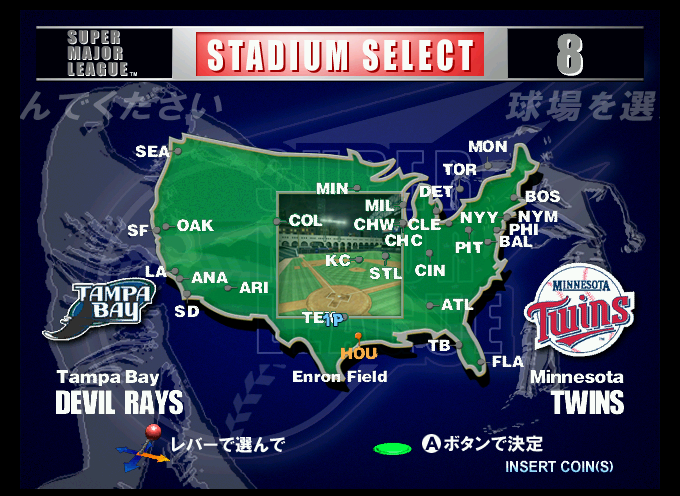 SUPER MAJOR LEAGUE™
STADIUM SELECT
8
んでください
球場を選
SEA
MON
TOR
MIN
DET
MIL
BOS
SF
OAK
COL
CHW
CLE
NYY
NYM
PHI
CHC
PIT
BAL
KC
STL
CIN
LA
ANA
ARI
SD
ATL
TEX
1P
HOU
TB
FLA
Enron Field
TAMPA BAY
MINNESOTA
Twins
Tampa Bay
DEVIL RAYS
Minnesota
TWINS
レバーで選んで
Aボタンで決定
INSERT COIN(S)
SUPER
LEAGUE